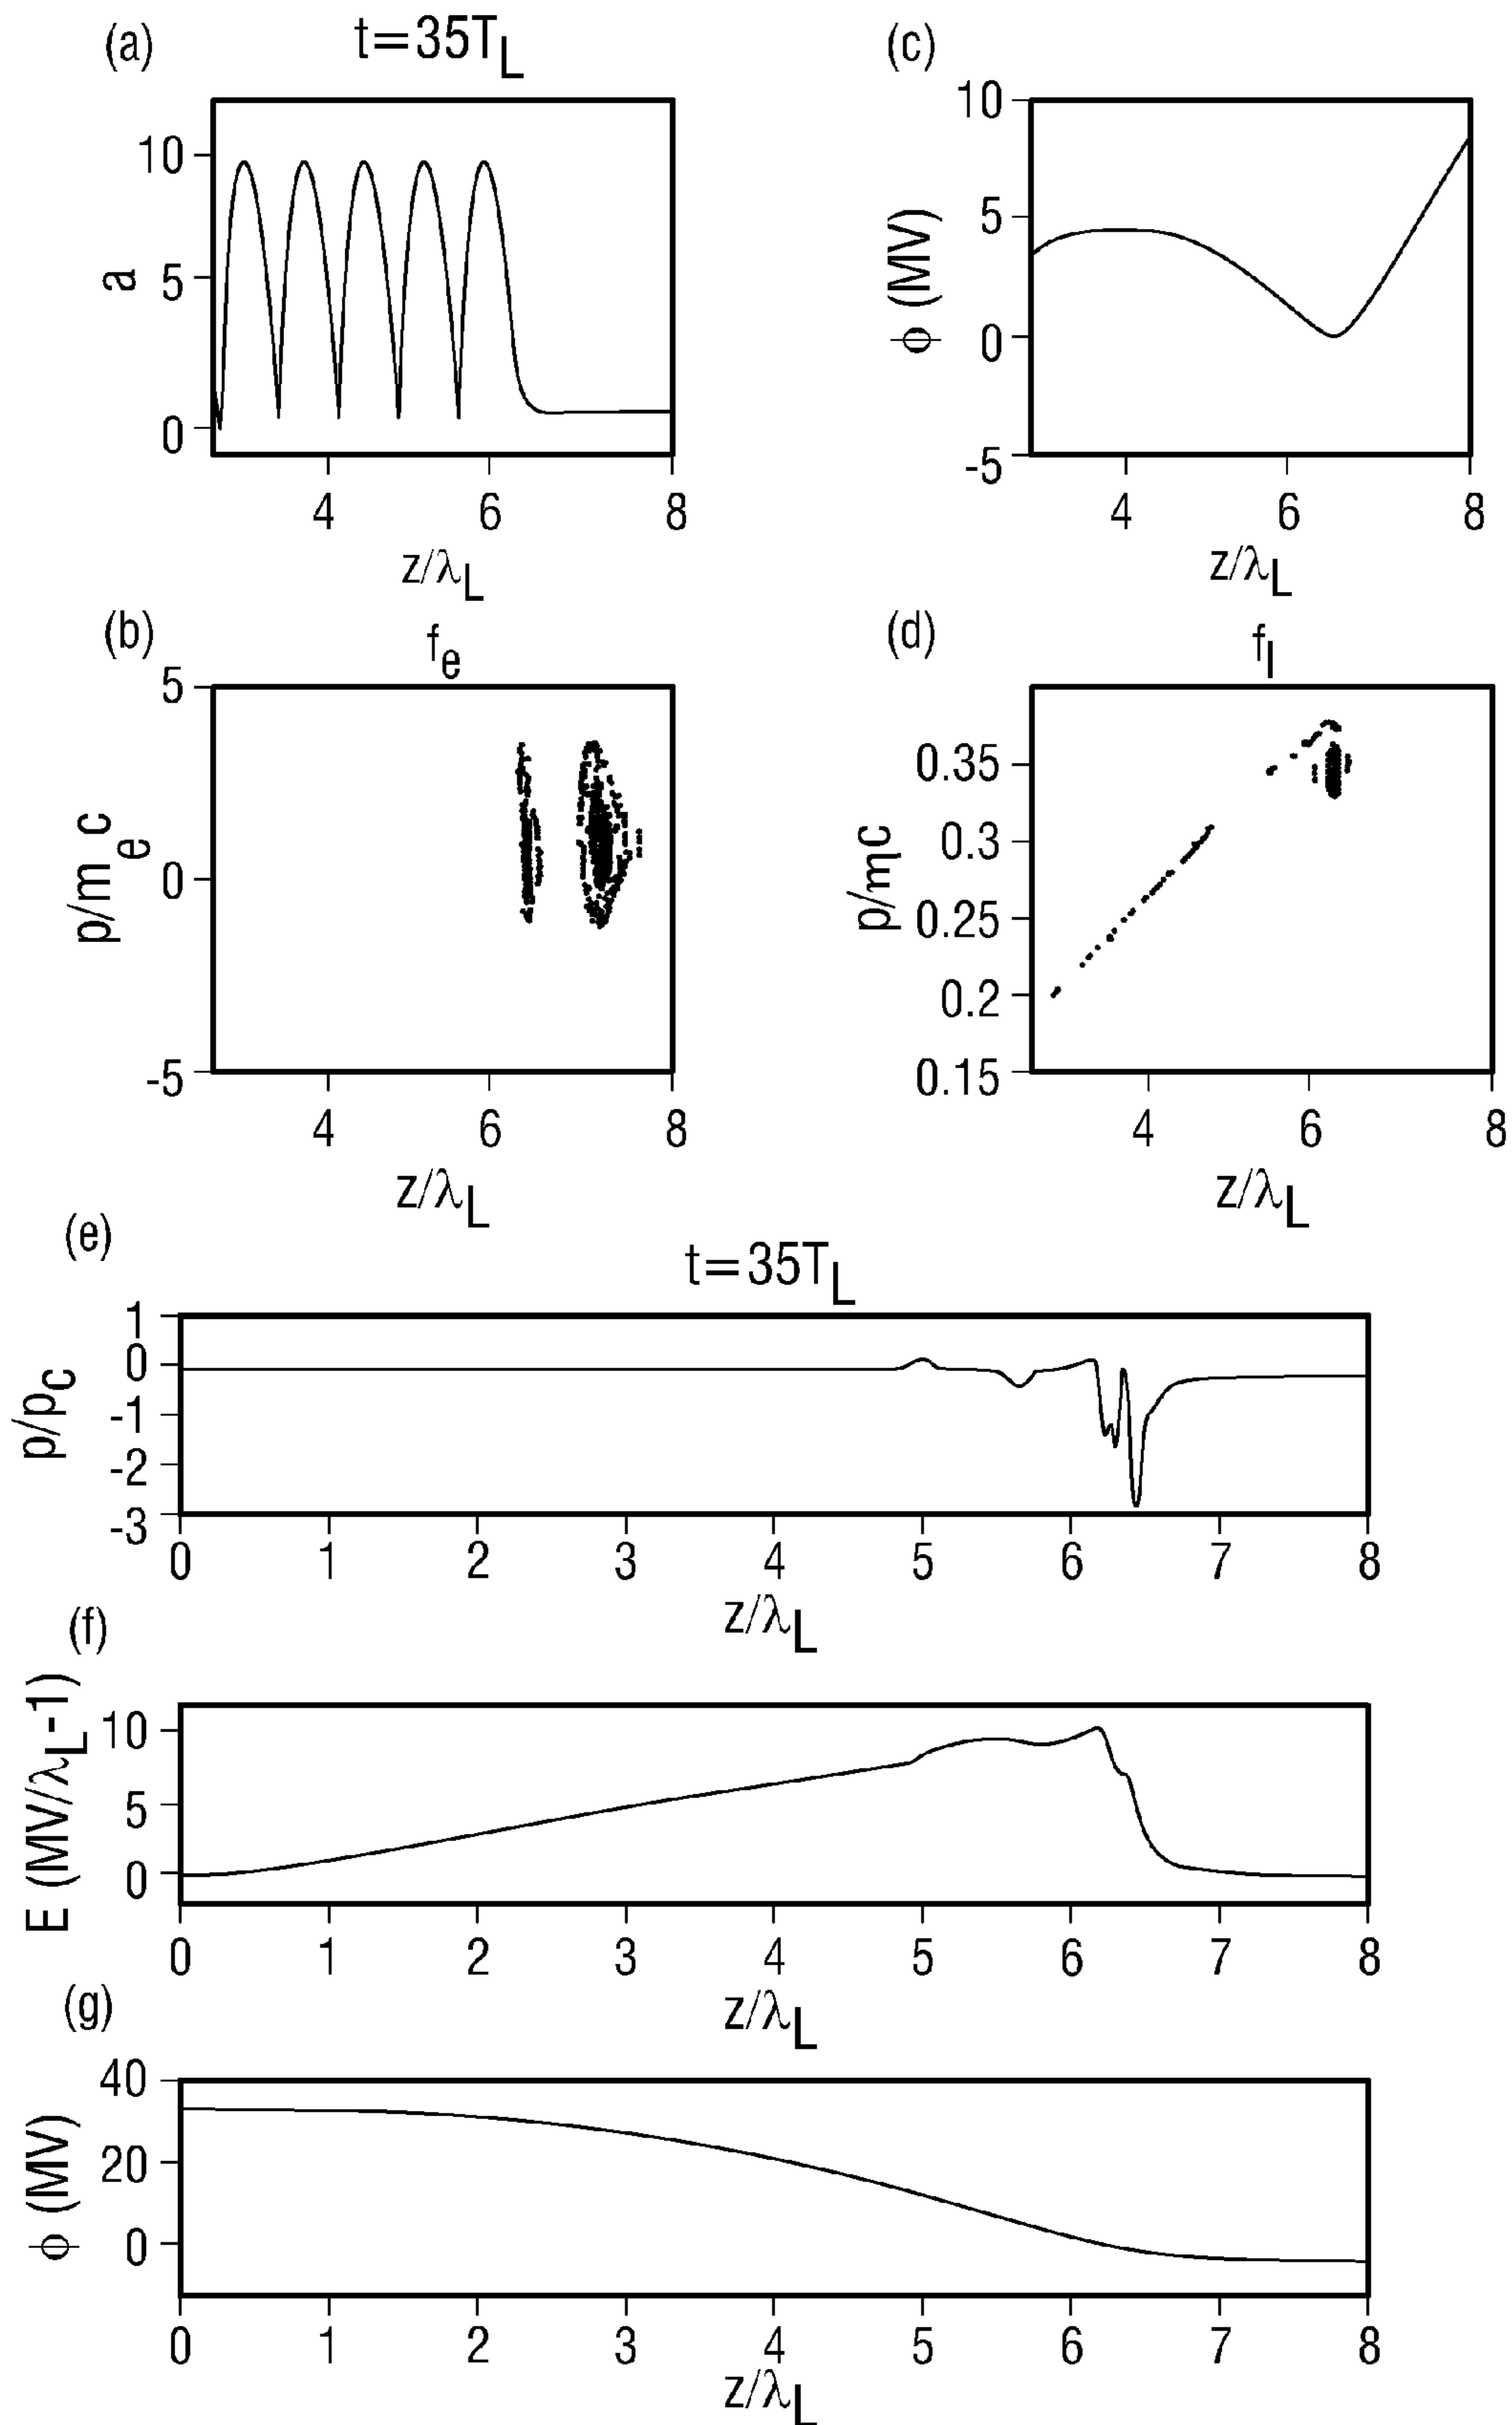 (a) t=35T_L
10
5
0
a
4 6 8
z/λ_L
(c)
10
5
0
-5
ϕ (MV)
4 6 8
z/λ_L
(b) f_e
5
0
-5
p/m_e c
4 6 8
z/λ_L
(d) f_I
0.35
0.3
0.25
0.2
0.15
p/ηc
4 6 8
z/λ_L
(e) t=35T_L
1
0
-1
-2
-3
p/p_c
0 1 2 3 4 5 6 7 8
z/λ_L
(f)
10
5
0
E (MV/λ_L-1)
0 1 2 3 4 5 6 7 8
z/λ_L
(g)
40
20
0
ϕ (MV)
0 1 2 3 4 5 6 7 8
z/λ_L